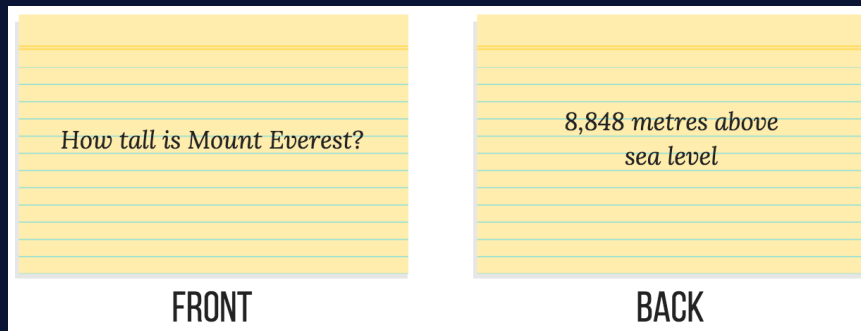 How tall is Mount Everest?
8,848 metres above
sea level
FRONT
BACK